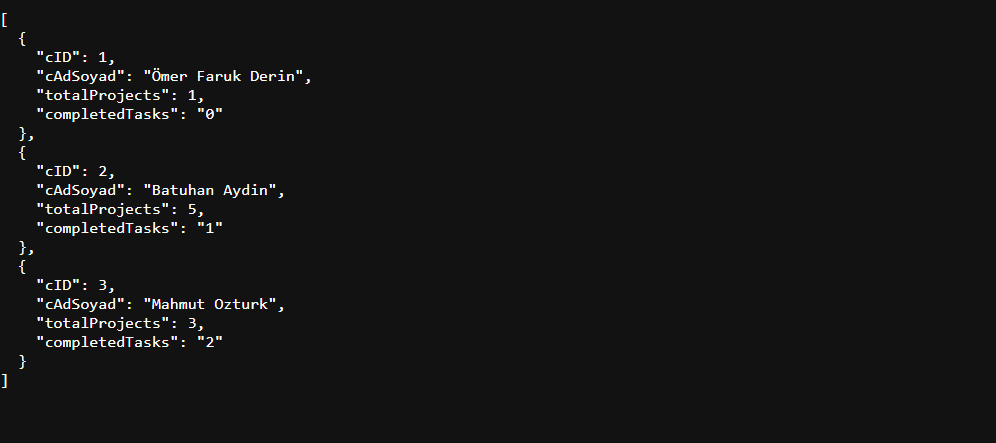 [
  {
    "cID": 1,
    "cAdSoyad": "Ömer Faruk Derin",
    "totalProjects": 1,
    "completedTasks": "0"
  },
  {
    "cID": 2,
    "cAdSoyad": "Batuhan Aydin",
    "totalProjects": 5,
    "completedTasks": "1"
  },
  {
    "cID": 3,
    "cAdSoyad": "Mahmut Ozturk",
    "totalProjects": 3,
    "completedTasks": "2"
  }
]